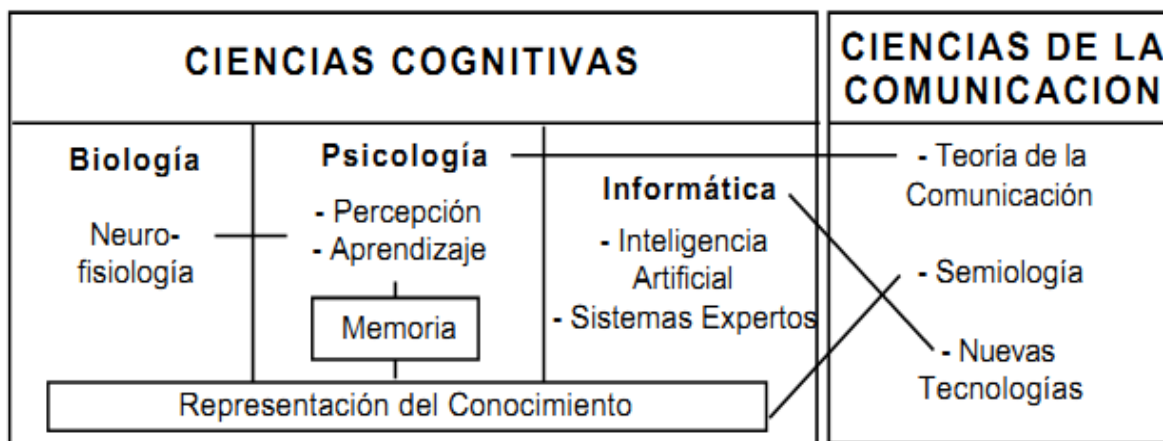 CIENCIAS COGNITIVAS
CIENCIAS DE LA
COMUNICACION
Biología
Neuro-
fisiología
Psicología
- Percepción
- Aprendizaje
Memoria
Informática
- Inteligencia
Artificial
- Sistemas Expertos
Representación del Conocimiento
- Teoría de la
Comunicación
- Semiología
- Nuevas
Tecnologías